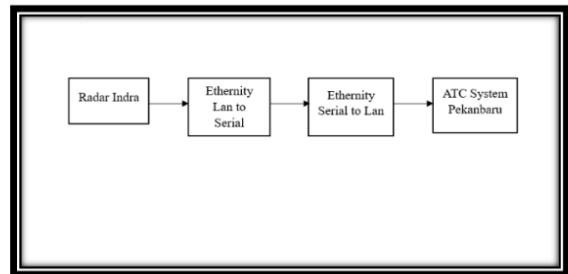 Radar Indra
Ethernity
Lan to
Serial
Ethernity
Serial to Lan
ATC System
Pekanbaru